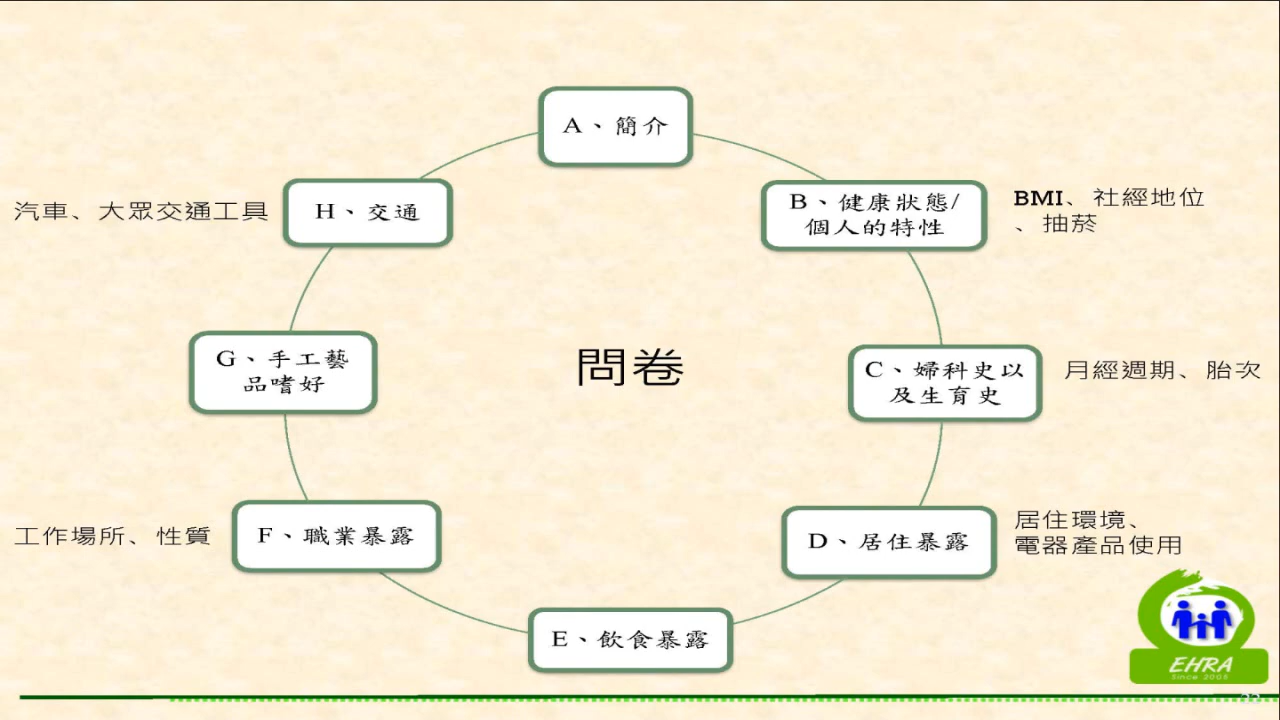 A、簡介
B、健康狀態/
個人的特性
BMI、社經地位
、抽菸
C、婦科史以
及生育史
月經週期、胎次
D、居住暴露
居住環境、
電器產品使用
E、飲食暴露
F、職業暴露
工作場所、性質
G、手工藝
品嗜好
H、交通
汽車、大眾交通工具
問卷
EHRA
Since 2005